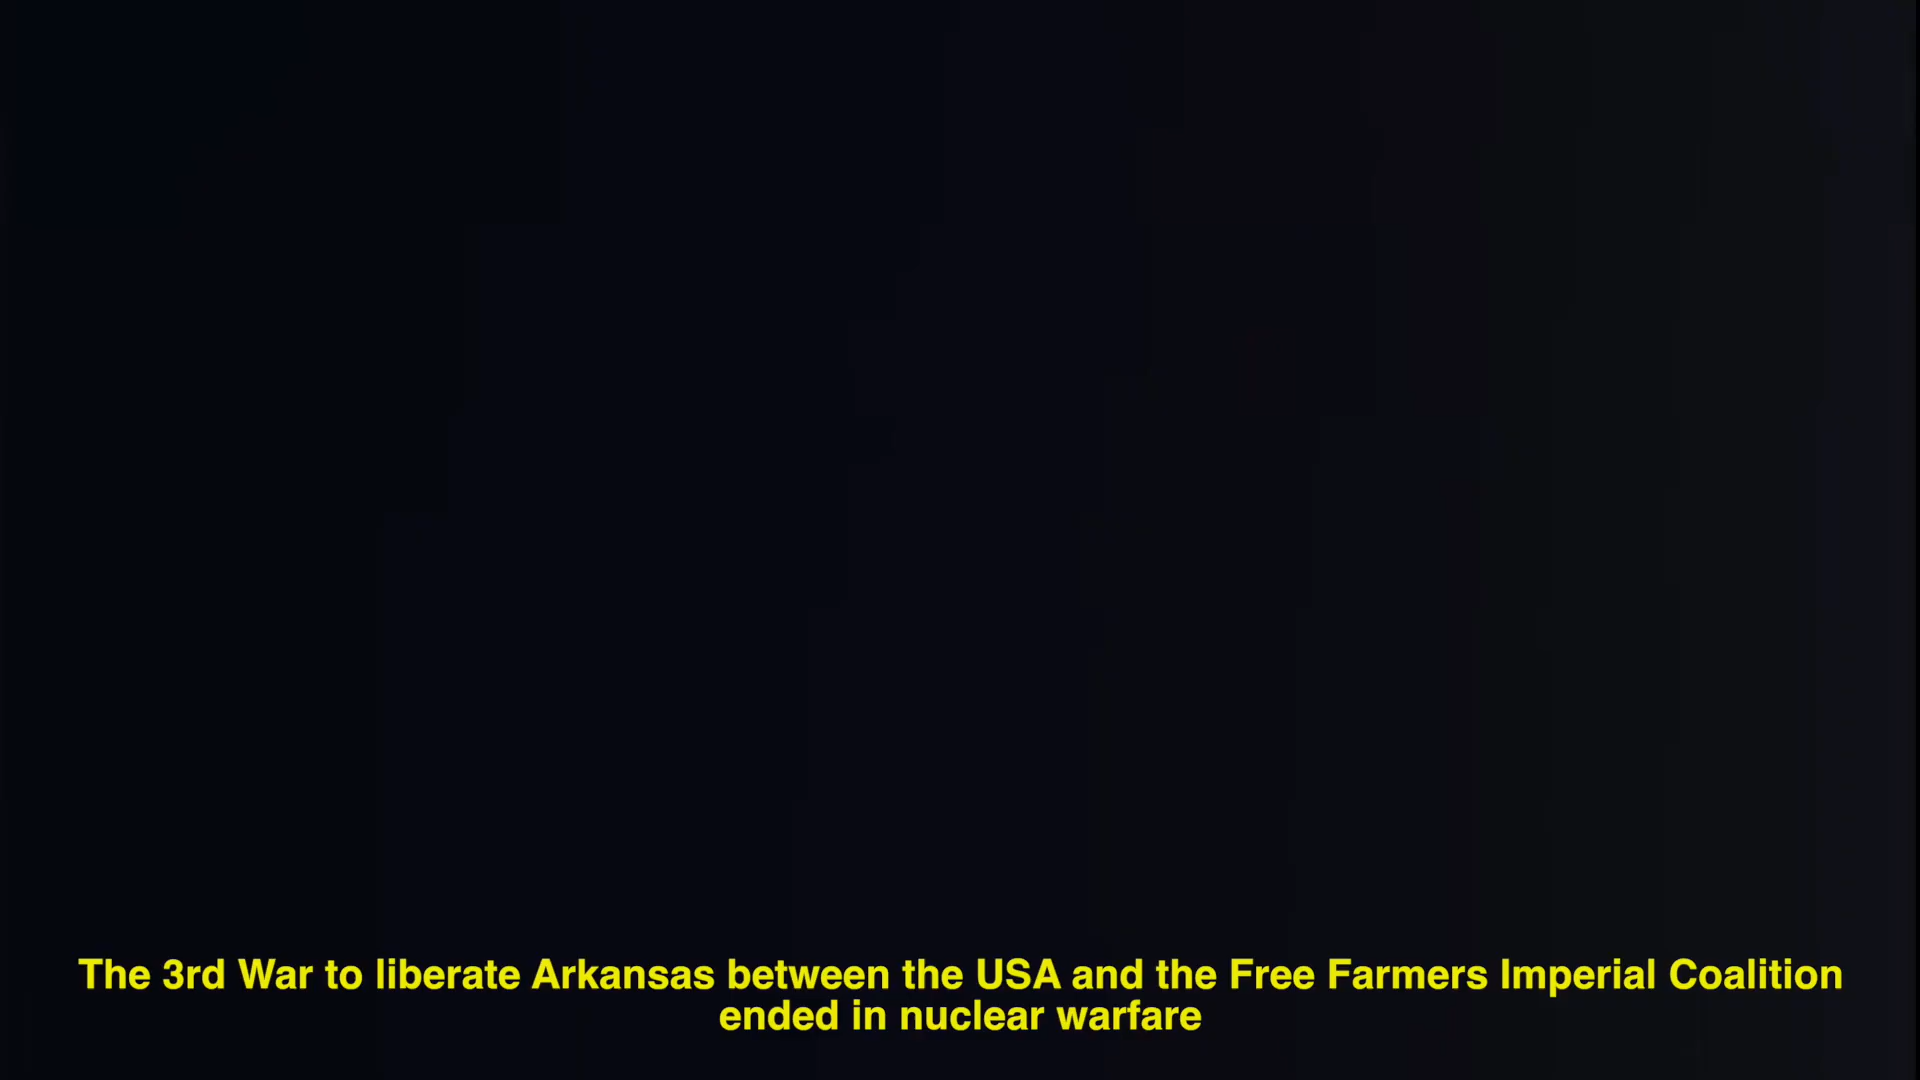 The 3rd War to liberate Arkansas between the USA and the Free Farmers Imperial Coalition
ended in nuclear warfare